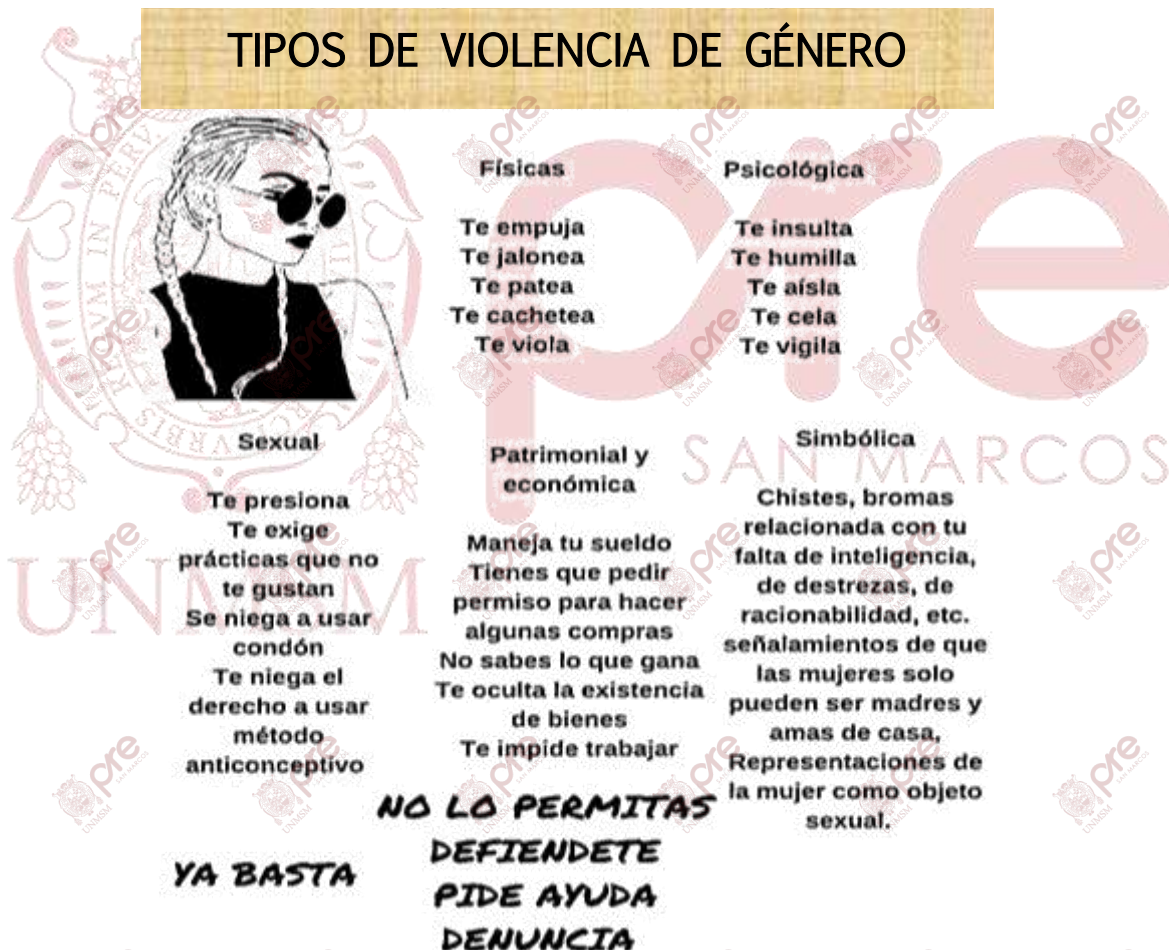 TIPOS DE VIOLENCIA DE GÉNERO
Físicas
Te empuja
Te jalonea
Te patea
Te cachetea
Te viola
Psicológica
Te insulta
Te humilla
Te aísla
Te cela
Te vigila
Sexual
Te presiona
Te exige
prácticas que no
te gustan
Se niega a usar
condón
Te niega el
derecho a usar
método
anticonceptivo
Patrimonial y
económica
Maneja tu sueldo
Tienes que pedir
permiso para hacer
algunas compras
No sabes lo que gana
Te oculta la existencia
de bienes
Te impide trabajar
Simbólica
Chistes, bromas
relacionada con tu
falta de inteligencia,
de destrezas, de
racionabilidad, etc.
señalamientos de que
las mujeres solo
pueden ser madres y
amas de casa,
Representaciones de
la mujer como objeto
sexual.
YA BASTA
NO LO PERMITAS
DEFIENDETE
PIDE AYUDA
DENUNCIA
pre
SAN MARCOS
UNMSM